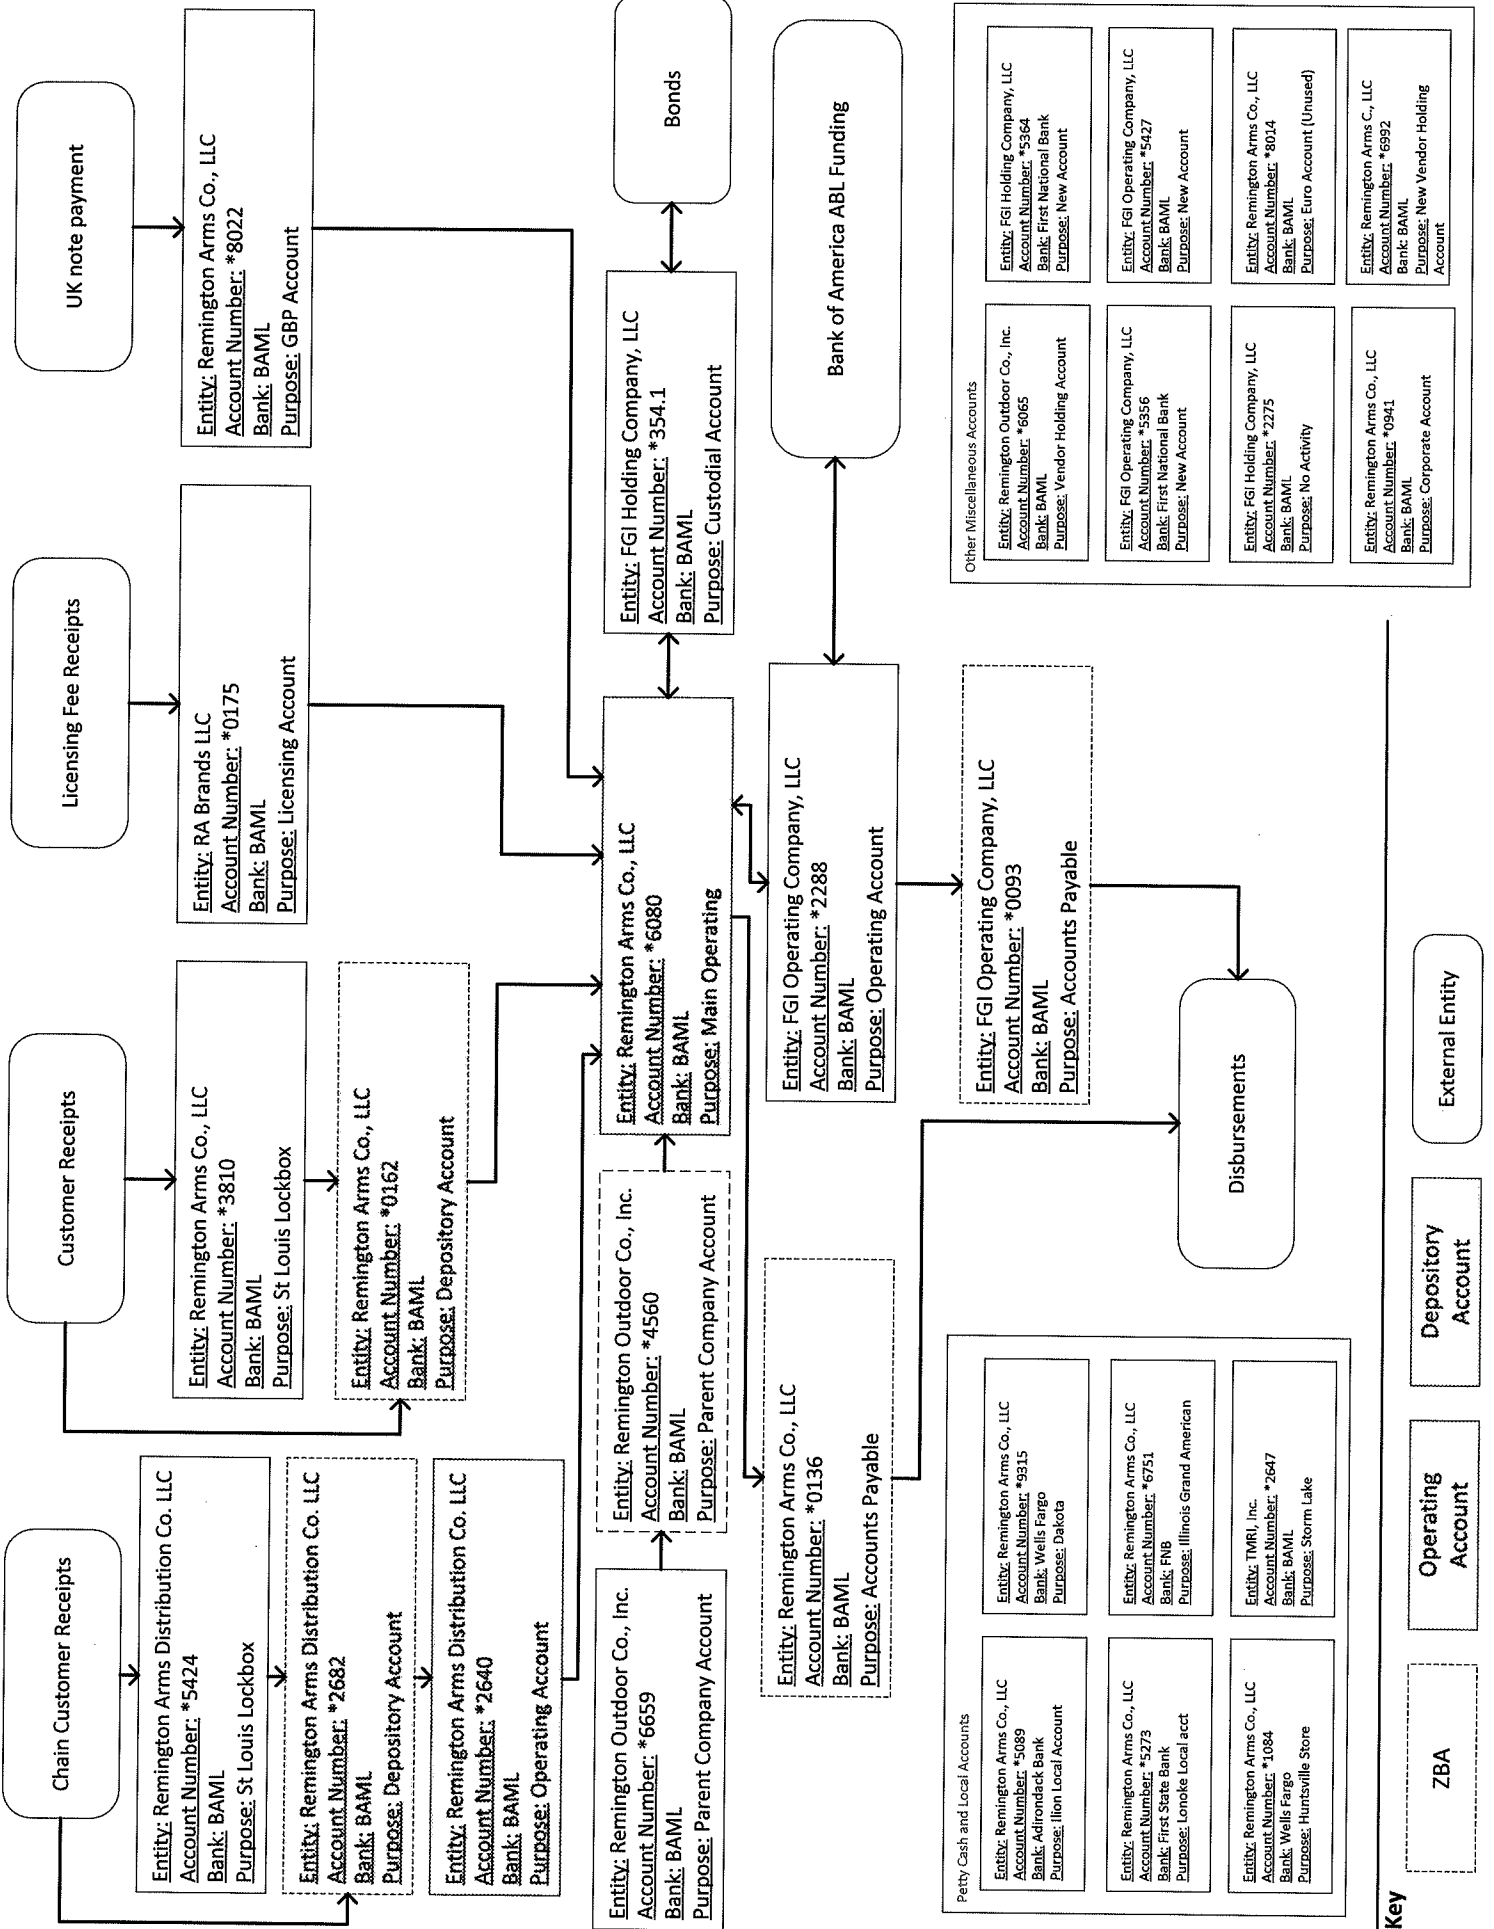 Chain Customer Receipts
Customer Receipts
Licensing Fee Receipts
UK note payment
Entity: Remington Arms Distribution Co. LLC
Account Number: *5424
Bank: BAML
Purpose: St Louis Lockbox
Entity: Remington Arms Co., LLC
Account Number: *3810
Bank: BAML
Purpose: St Louis Lockbox
Entity: RA Brands LLC
Account Number: *0175
Bank: BAML
Purpose: Licensing Account
Entity: Remington Arms Co., LLC
Account Number: *8022
Bank: BAML
Purpose: GBP Account
Entity: Remington Arms Distribution Co. LLC
Account Number: *2682
Bank: BAML
Purpose: Depository Account
Entity: Remington Arms Co., LLC
Account Number: *0162
Bank: BAML
Purpose: Depository Account
Entity: Remington Arms Distribution Co. LLC
Account Number: *2640
Bank: BAML
Purpose: Operating Account
Entity: Remington Outdoor Co., Inc.
Account Number: *6659
Bank: BAML
Purpose: Parent Company Account
Entity: Remington Outdoor Co., Inc.
Account Number: *4560
Bank: BAML
Purpose: Parent Company Account
Entity: Remington Arms Co., LLC
Account Number: *6080
Bank: BAML
Purpose: Main Operating
Entity: FGI Holding Company, LLC
Account Number: *354.1
Bank: BAML
Purpose: Custodial Account
Bonds
Entity: Remington Arms Co., LLC
Account Number: *0136
Bank: BAML
Purpose: Accounts Payable
Entity: FGI Operating Company, LLC
Account Number: *2288
Bank: BAML
Purpose: Operating Account
Bank of America ABL Funding
Entity: FGI Operating Company, LLC
Account Number: *0093
Bank: BAML
Purpose: Accounts Payable
Disbursements
Petty Cash and Local Accounts
Entity: Remington Arms Co., LLC
Account Number: *5089
Bank: Adirondack Bank
Purpose: Ilion Local Account
Entity: Remington Arms Co., LLC
Account Number: *9315
Bank: Wells Fargo
Purpose: Dakota
Entity: Remington Arms Co., LLC
Account Number: *5273
Bank: First State Bank
Purpose: Lonoke Local acct
Entity: Remington Arms Co., LLC
Account Number: *6751
Bank: FNB
Purpose: Illinois Grand American
Entity: Remington Arms Co., LLC
Account Number: *1084
Bank: Wells Fargo
Purpose: Huntsville Store
Entity: TMRI, Inc.
Account Number: *2647
Bank: BAML
Purpose: Storm Lake
Other Miscellaneous Accounts
Entity: Remington Outdoor Co., Inc.
Account Number: *6065
Bank: BAML
Purpose: Vendor Holding Account
Entity: FGI Holding Company, LLC
Account Number: *5364
Bank: First National Bank
Purpose: New Account
Entity: FGI Operating Company, LLC
Account Number: *5356
Bank: First National Bank
Purpose: New Account
Entity: FGI Operating Company, LLC
Account Number: *5427
Bank: BAML
Purpose: New Account
Entity: FGI Holding Company, LLC
Account Number: *2275
Bank: BAML
Purpose: No Activity
Entity: Remington Arms Co., LLC
Account Number: *8014
Bank: BAML
Purpose: Euro Account (Unused)
Entity: Remington Arms Co., LLC
Account Number: *0941
Bank: BAML
Purpose: Corporate Account
Entity: Remington Arms C., LLC
Account Number: *6992
Bank: BAML
Purpose: New Vendor Holding
Account
Key
ZBA
Operating
Account
Depository
Account
External Entity